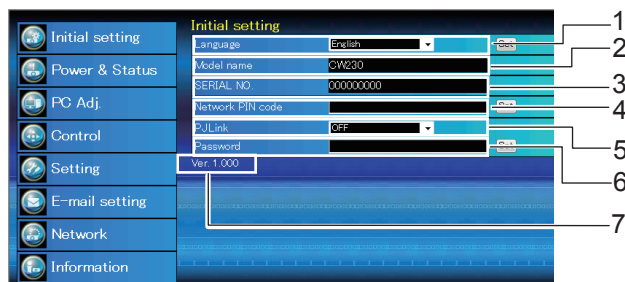 Initial setting
Power & Status
PC Adj.
Control
Setting
E-mail setting
Network
Information
Initial setting
Language English Set
Model name CW230
SERIAL NO. 000000000
Network PIN code Set
PJLink OFF
Password Set
Ver. 1.000
1
2
3
4
5
6
7